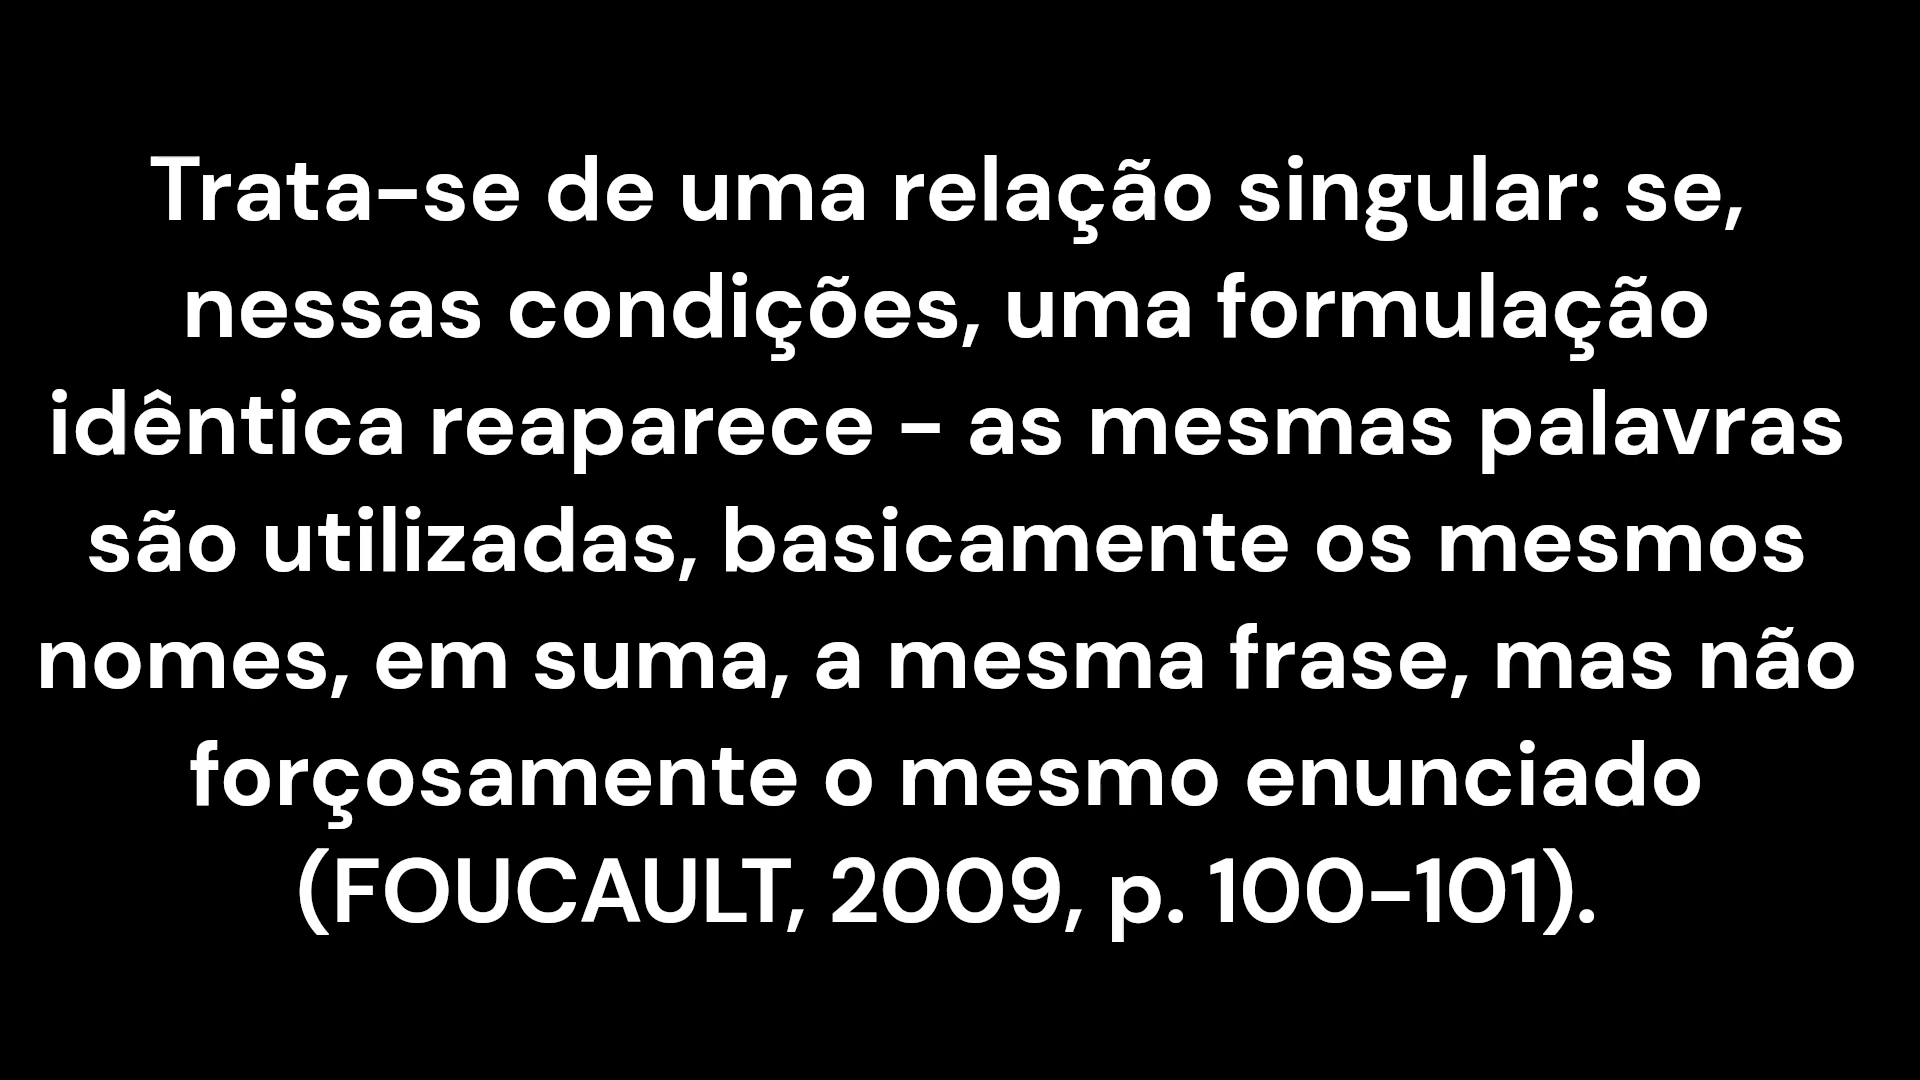 Trata-se de uma relação singular: se,
nessas condições, uma formulação
idêntica reaparece - as mesmas palavras
são utilizadas, basicamente os mesmos
nomes, em suma, a mesma frase, mas não
forçosamente o mesmo enunciado
(FOUCAULT, 2009, p. 100-101).